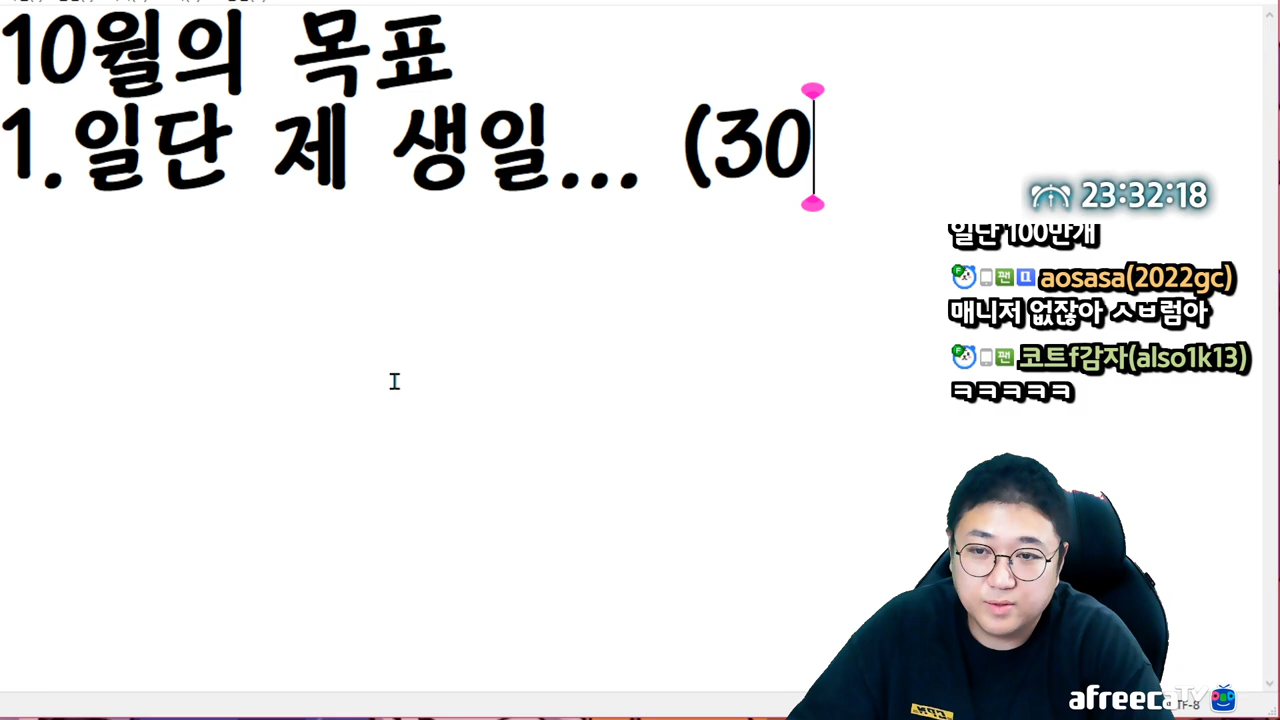 10월의 목표
1.일단 제 생일... (30
23:32:18
일단 100만개
aosasa(2022gc)
매니저 없잖아 ㅅㅂ럼아
코트f감자(also1k13)
ㅋㅋㅋㅋㅋ
afreecaTV
TF-8